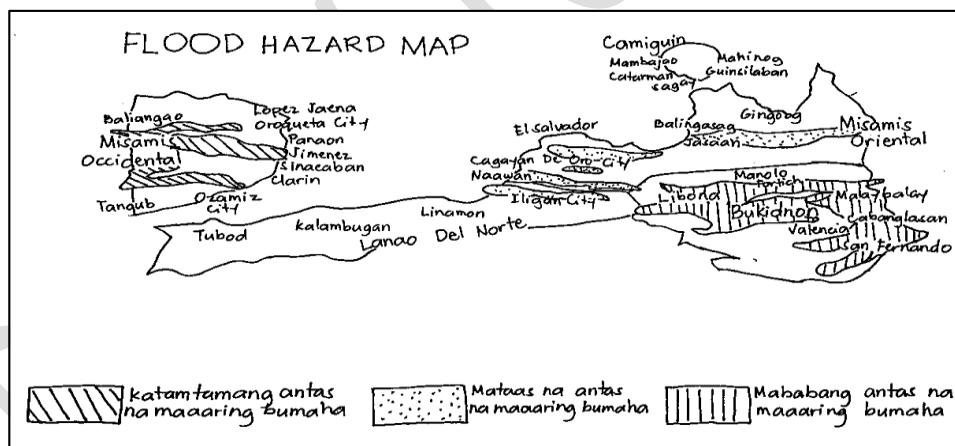 FLOOD HAZARD MAP
Camiguin
Mambajao
Mahinog
Catarman
Guinsilaban
sagay
Baliangao
Lopez Jaena
Oroqueta City
Misamis
Occidental
Panaon
Jimenez
Sinacaban
Clarin
Tangub
Ozamiz
City
El Salvador
Cagayan De Oro City
Naawan
Iligan City
Balingasag
Gingoog
Jasaan
Misamis
Oriental
Manolo
Fortich
Libona
Malaybalay
Bukidnon
Cabanglasan
Valencia
San Fernando
Tubod
Kalambugan
Linamon
Lanao Del Norte
katamtamang antas
na maaaring bumaha
Mataas na antas
na maaaring bumaha
Mababang antas na
maaaring bumaha